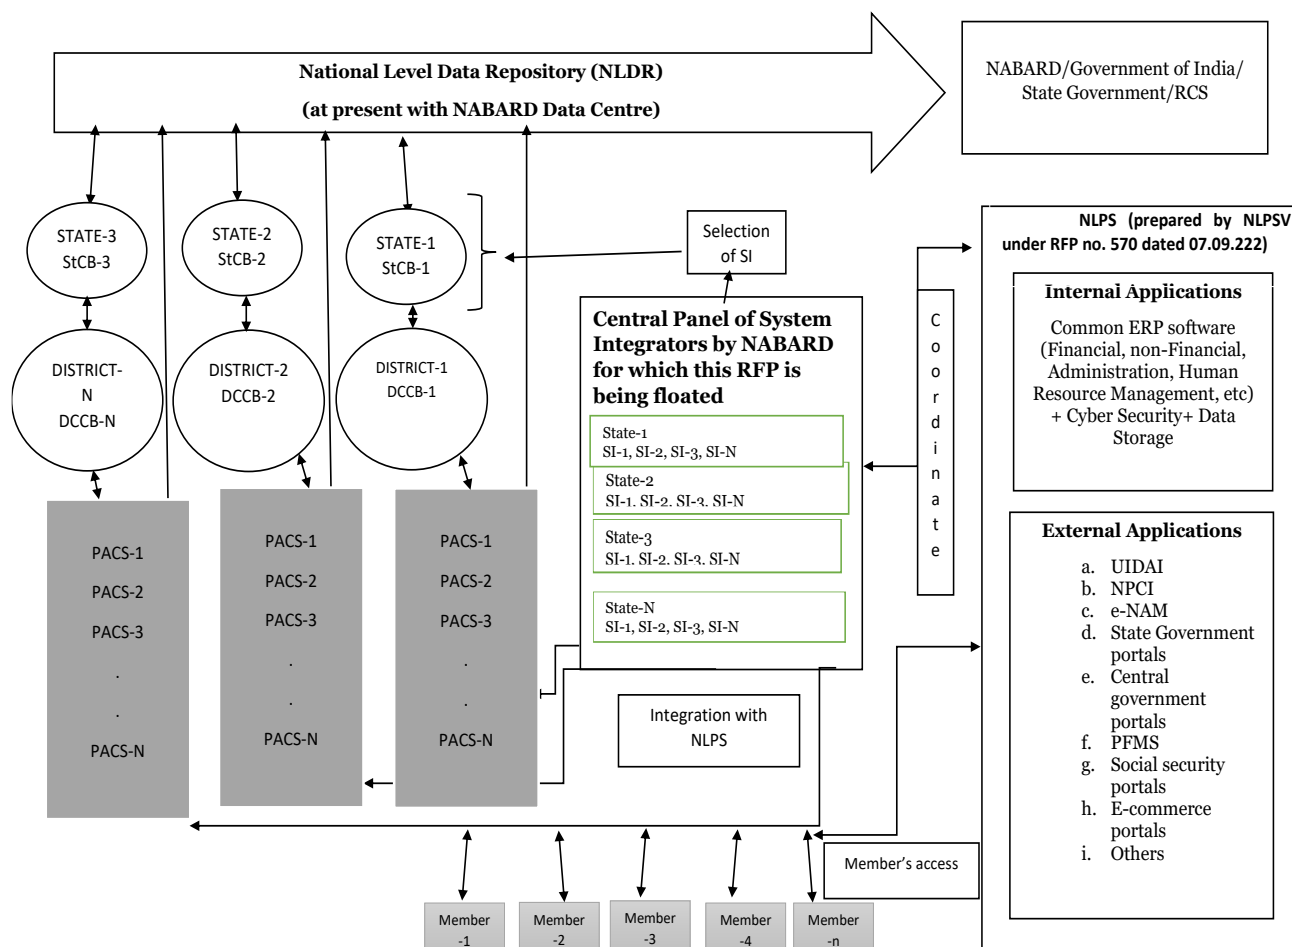 National Level Data Repository (NLDR)
(at present with NABARD Data Centre)
NABARD/Government of India/
State Government/RCS
STATE-3
StCB-3
STATE-2
StCB-2
STATE-1
StCB-1
Selection
of SI
NLPS (prepared by NLPSV
under RFP no. 570 dated 07.09.222)
DISTRICT-
N
DCCB-N
DISTRICT-2
DCCB-2
DISTRICT-1
DCCB-1
Central Panel of System
Integrators by NABARD
for which this RFP is
being floated
State-1
SI-1, SI-2, SI-3, SI-N
State-2
SI-1, SI-2, SI-3, SI-N
State-3
SI-1, SI-2, SI-3, SI-N
State-N
SI-1, SI-2, SI-3, SI-N
C
o
o
r
d
i
n
a
t
e
Internal Applications
Common ERP software
(Financial, non-Financial,
Administration, Human
Resource Management, etc)
+ Cyber Security+ Data
Storage
PACS-1
PACS-2
PACS-3
.
.
PACS-N
PACS-1
PACS-2
PACS-3
.
.
PACS-N
PACS-1
PACS-2
PACS-3
.
.
PACS-N
External Applications
a. UIDAI
b. NPCI
c. e-NAM
d. State Government
portals
e. Central
government
portals
f. PFMS
g. Social security
portals
h. E-commerce
portals
i. Others
Integration with
NLPS
Member's access
Member
-1
Member
-2
Member
-3
Member
-4
Member
-n